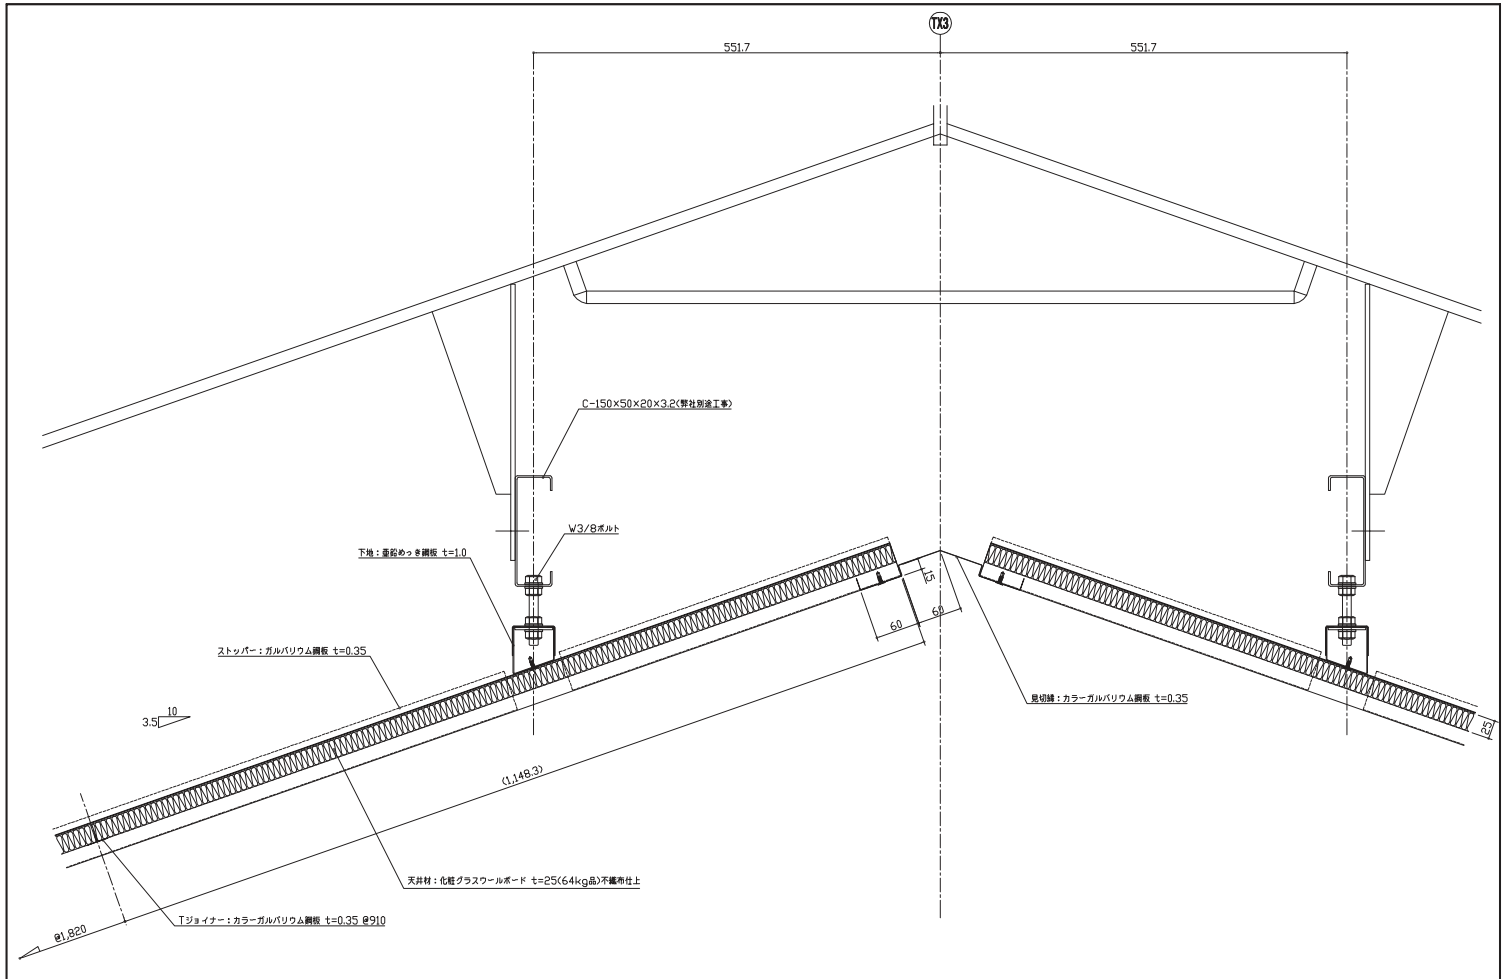 TX3
551.7
551.7
C-150×50×20×3.2(弊社別途工事)
W3/8ボルト
下地：亜鉛めっき鋼板 t=1.0
15
60
60
ストッパー：ガルバリウム鋼板 t=0.35
見切縁：カラーガルバリウム鋼板 t=0.35
10
3.5
25
(1,148.3)
天井材：化粧グラスウールボード t=25(64kg品)不織布仕上
Tジョイナー：カラーガルバリウム鋼板 t=0.35 @910
@1,820